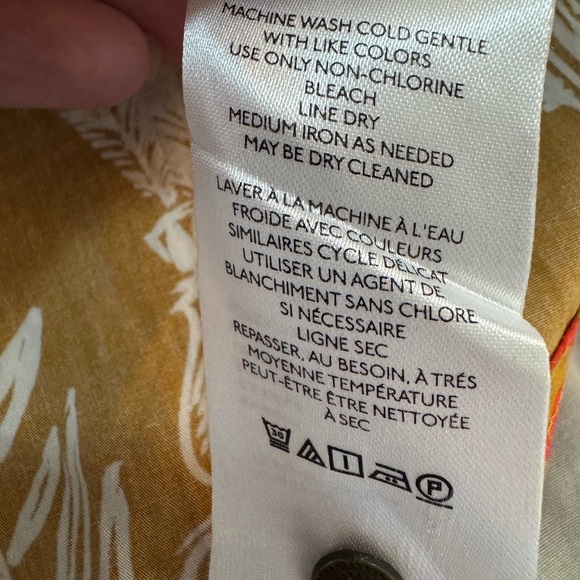 MACHINE WASH COLD GENTLE
WITH LIKE COLORS
USE ONLY NON-CHLORINE
BLEACH
LINE DRY
MEDIUM IRON AS NEEDED
MAY BE DRY CLEANED
LAVER À LA MACHINE À L'EAU
FROIDE AVEC COULEURS
SIMILAIRES CYCLE DÉLICAT
UTILISER UN AGENT DE
BLANCHIMENT SANS CHLORE
SI NÉCESSAIRE
LIGNE SEC
REPASSER, AU BESOIN, À TRÉS
MOYENNE TEMPÉRATURE
PEUT-ÊTRE ÊTRE NETTOYÉE
À SEC
30 P